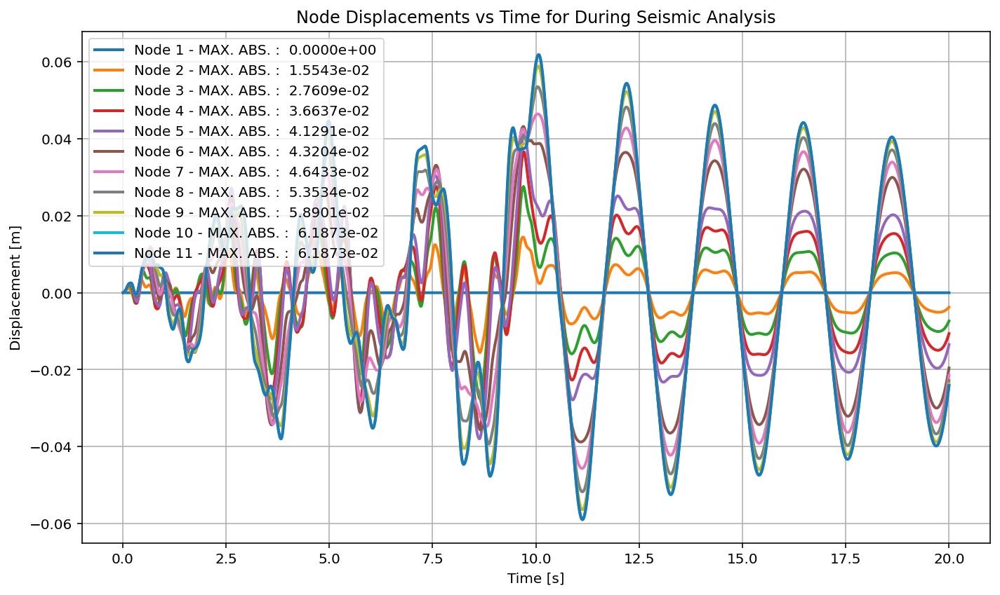 Node Displacements vs Time for During Seismic Analysis
Node 1 - MAX. ABS. :  0.0000e+00
Node 2 - MAX. ABS. :  1.5543e-02
Node 3 - MAX. ABS. :  2.7609e-02
Node 4 - MAX. ABS. :  3.6637e-02
Node 5 - MAX. ABS. :  4.1291e-02
Node 6 - MAX. ABS. :  4.3204e-02
Node 7 - MAX. ABS. :  4.6433e-02
Node 8 - MAX. ABS. :  5.3534e-02
Node 9 - MAX. ABS. :  5.8901e-02
Node 10 - MAX. ABS. :  6.1873e-02
Node 11 - MAX. ABS. :  6.1873e-02
Displacement [m]
0.06
0.04
0.02
0.00
−0.02
−0.04
−0.06
0.0 2.5 5.0 7.5 10.0 12.5 15.0 17.5 20.0
Time [s]